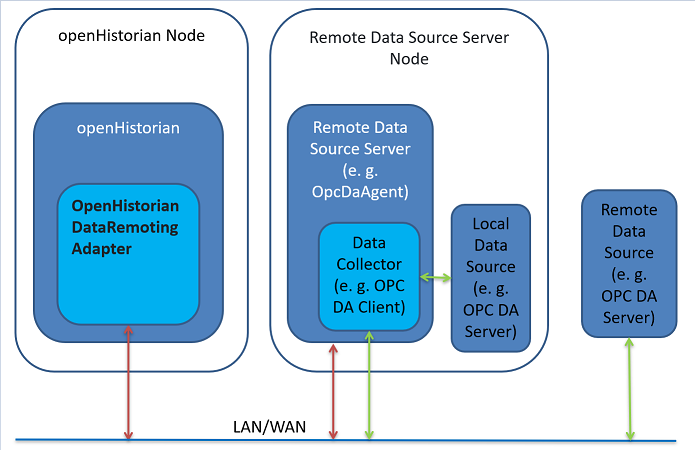 openHistorian Node
openHistorian
OpenHistorian
DataRemoting
Adapter
Remote Data Source Server
Node
Remote Data
Source Server
(e. g.
OpcDaAgent)
Data
Collector
(e. g. OPC
DA Client)
Local
Data
Source
(e. g.
OPC DA
Server)
Remote
Data
Source
(e. g.
OPC DA
Server)
LAN/WAN